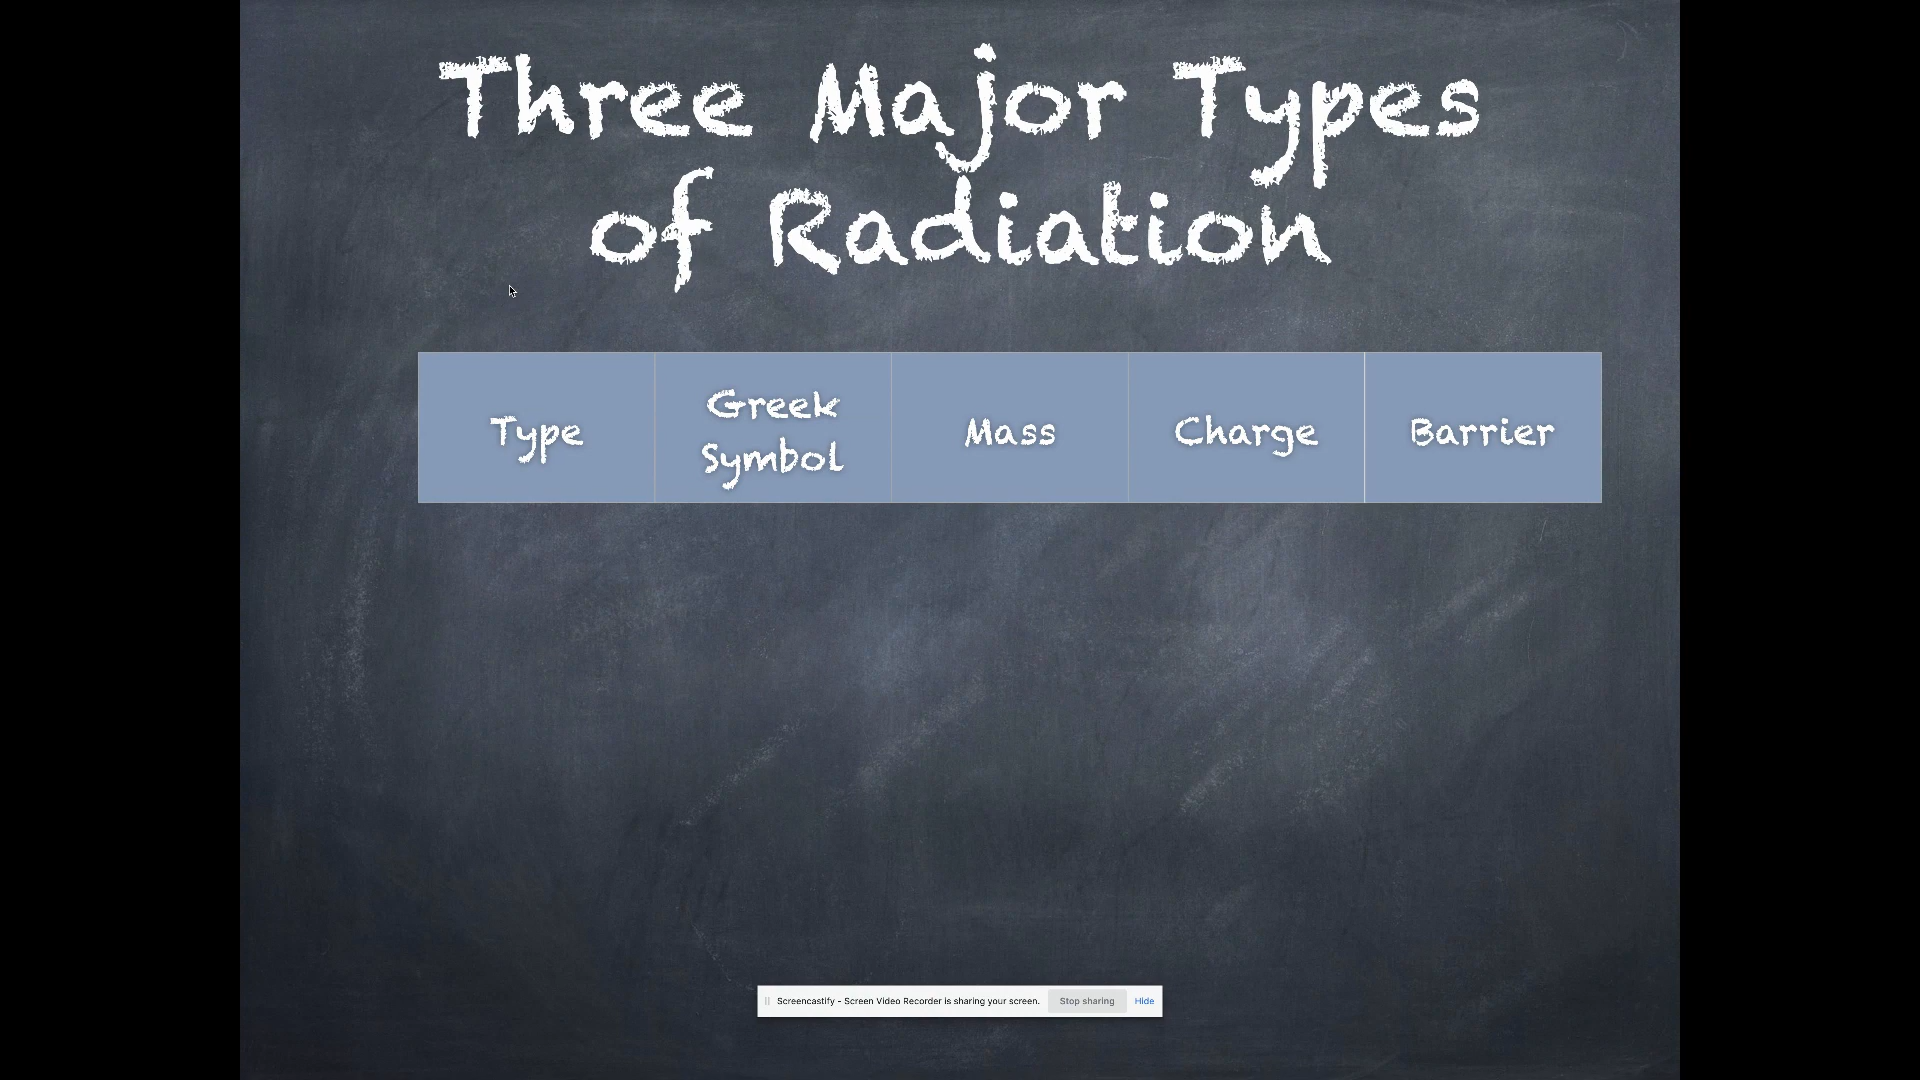 Three Major Types
of Radiation
Type
Greek
Symbol
Mass
Charge
Barrier
Screencastify - Screen Video Recorder is sharing your screen.
Stop sharing
Hide